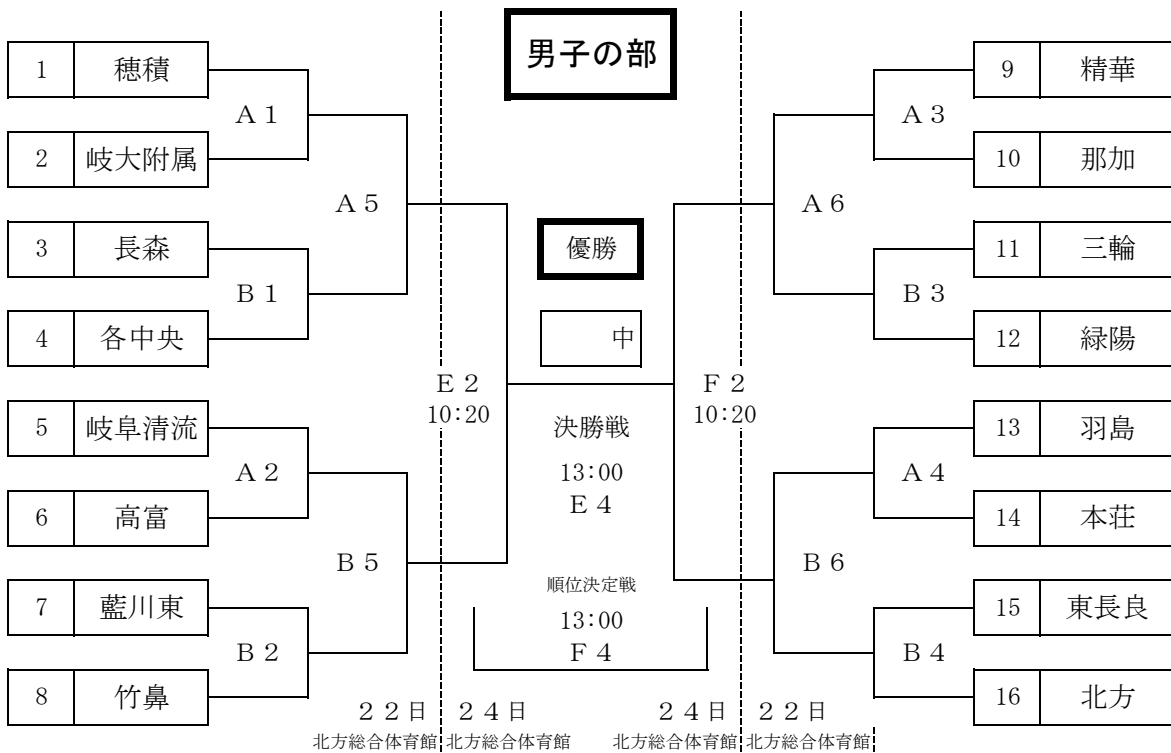 男子の部
1 穂積
A1
2 岐大附属
A5
3 長森
B1
4 各中央
E2
10:20
5 岐阜清流
A2
6 高富
B5
7 藍川東
B2
8 竹鼻
優勝
中
決勝戦
13:00
E4
順位決定戦
13:00
F4
9 精華
A3
10 那加
A6
11 三輪
B3
12 緑陽
F2
10:20
13 羽島
A4
14 本荘
B6
15 東長良
B4
16 北方
22日 24日 24日 22日
北方総合体育館 北方総合体育館 北方総合体育館 北方総合体育館